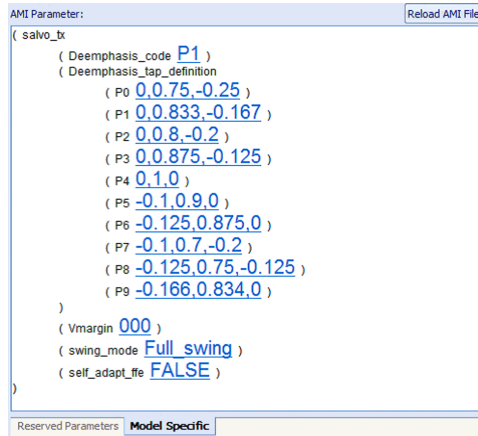 AMI Parameter:
Reload AMI File
( salvo_tx
( Deemphasis_code P1 )
( Deemphasis_tap_definition
( P0 0,0.75,-0.25 )
( P1 0,0.833,-0.167 )
( P2 0,0.8,-0.2 )
( P3 0,0.875,-0.125 )
( P4 0,1,0 )
( P5 -0.1,0.9,0 )
( P6 -0.125,0.875,0 )
( P7 -0.1,0.7,-0.2 )
( P8 -0.125,0.75,-0.125 )
( P9 -0.166,0.834,0 )
)
( Vmargin 000 )
( swing_mode Full_swing )
( self_adapt_ffe FALSE )
)
Reserved Parameters
Model Specific